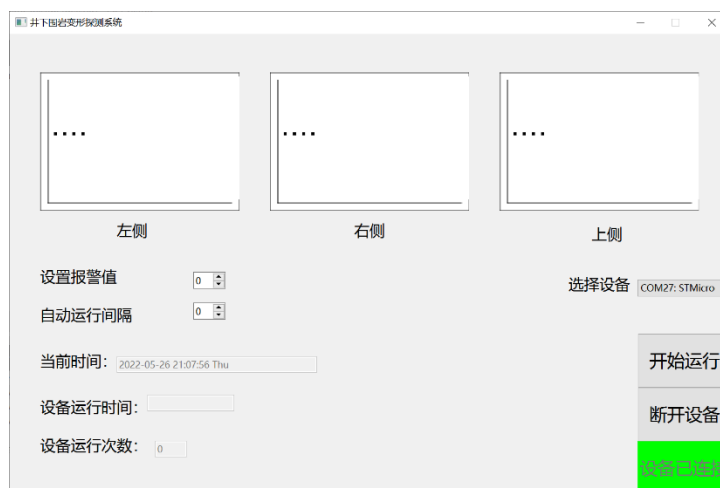 井下围岩变形探测系统
左侧
右侧
上侧
设置报警值 0
自动运行间隔 0
选择设备 COM27: STMicro
当前时间： 2022-05-26 21:07:56 Thu
设备运行时间：
设备运行次数： 0
开始运行
断开设备
设备已连接